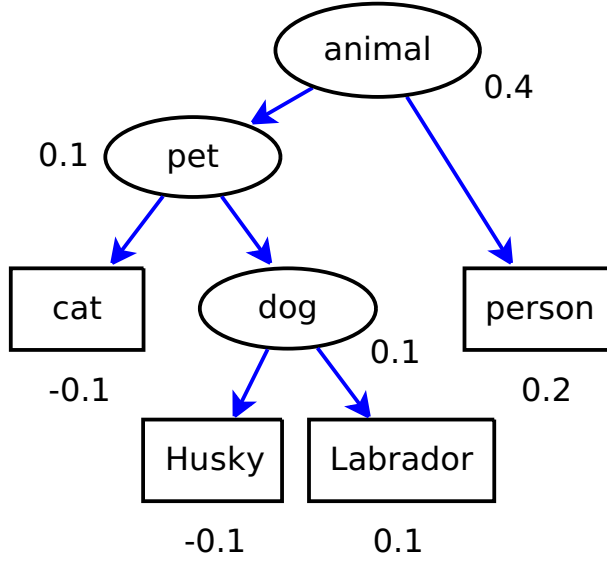 animal
0.4
0.1
pet
cat
dog
person
-0.1
0.1
0.2
Husky
Labrador
-0.1
0.1